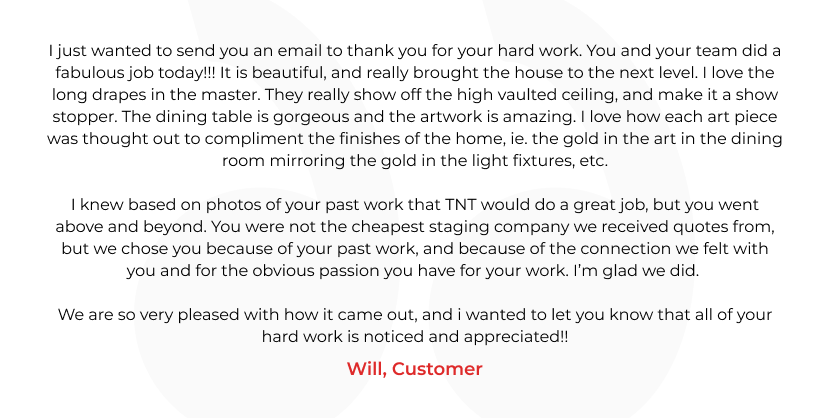 I just wanted to send you an email to thank you for your hard work. You and your team did a
fabulous job today!!! It is beautiful, and really brought the house to the next level. I love the
long drapes in the master. They really show off the high vaulted ceiling, and make it a show
stopper. The dining table is gorgeous and the artwork is amazing. I love how each art piece
was thought out to compliment the finishes of the home, ie. the gold in the art in the dining
room mirroring the gold in the light fixtures, etc.
I knew based on photos of your past work that TNT would do a great job, but you went
above and beyond. You were not the cheapest staging company we received quotes from,
but we chose you because of your past work, and because of the connection we felt with
you and for the obvious passion you have for your work. I'm glad we did.
We are so very pleased with how it came out, and i wanted to let you know that all of your
hard work is noticed and appreciated!!
Will, Customer